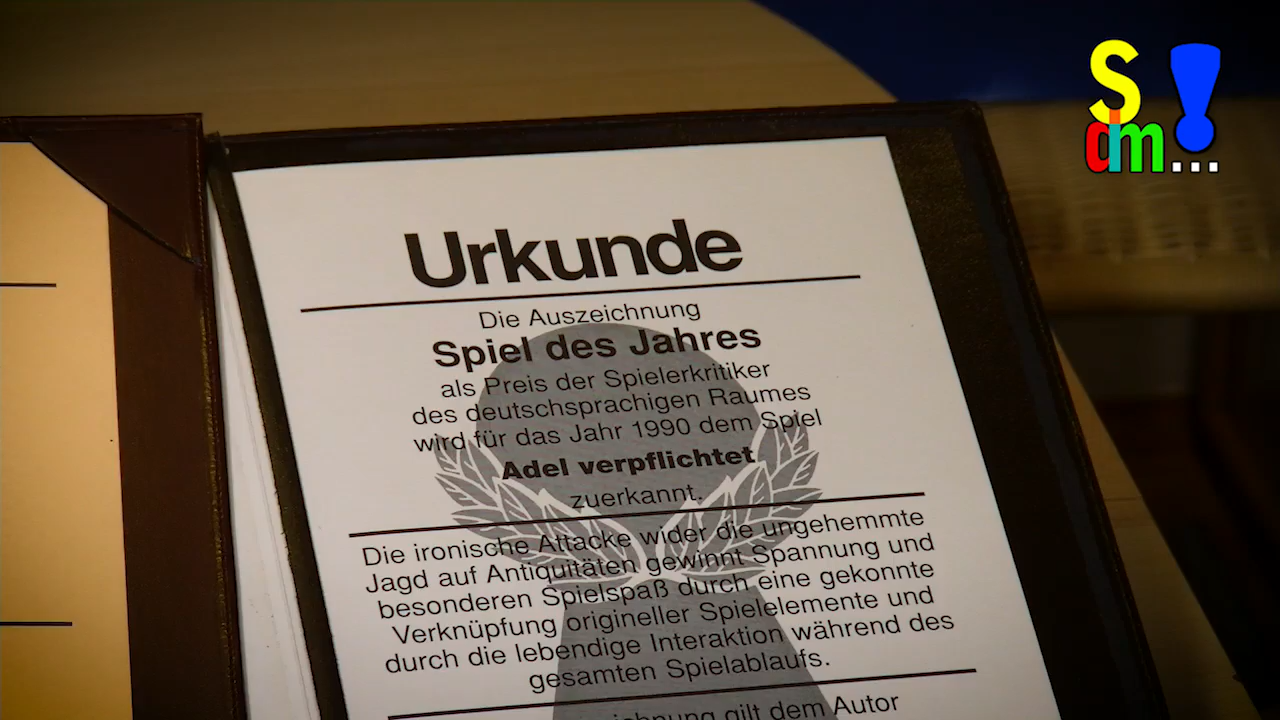 Sdm...!
Urkunde
Die Auszeichnung
Spiel des Jahres
als Preis der Spielerkritiker
des deutschsprachigen Raumes
wird für das Jahr 1990 dem Spiel
Adel verpflichtet
zuerkannt.
Die ironische Attacke wider die ungehemmte
Jagd auf Antiquitäten gewinnt Spannung und
besonderen Spielspaß durch eine gekonnte
Verknüpfung origineller Spielelemente und
durch die lebendige Interaktion während des
gesamten Spielablaufs.
gilt dem Autor